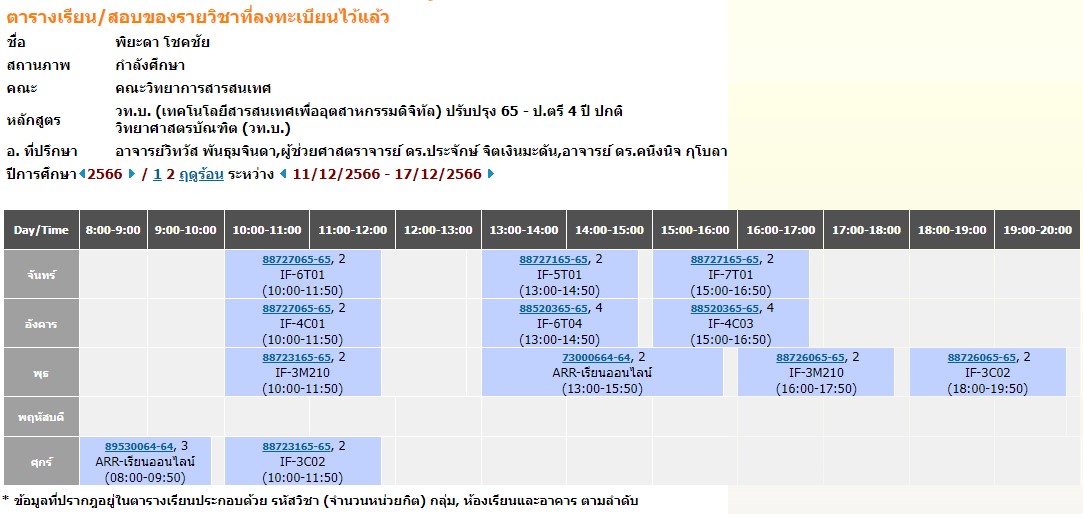 ตารางเรียน/สอบของรายวิชาที่ลงทะเบียนไว้แล้ว
ชื่อ พิยะดา โชคชัย
สถานภาพ กำลังศึกษา
คณะ คณะวิทยาการสารสนเทศ
หลักสูตร วท.บ. (เทคโนโลยีสารสนเทศเพื่ออุตสาหกรรมดิจิทัล) ปรับปรุง 65 - ป.ตรี 4 ปี ปกติ
วิทยาศาสตรบัณฑิต (วท.บ.)
อ. ที่ปรึกษา อาจารย์วิทวัส พันธุมจินดา,ผู้ช่วยศาสตราจารย์ ดร.ประจักษ์ จิตเงินมะดัน,อาจารย์ ดร.คนึงนิจ กุโบลา
ปีการศึกษา 2566 / 1 2 ฤดูร้อน ระหว่าง 11/12/2566 - 17/12/2566
Day/Time 8:00-9:00 9:00-10:00 10:00-11:00 11:00-12:00 12:00-13:00 13:00-14:00 14:00-15:00 15:00-16:00 16:00-17:00 17:00-18:00 18:00-19:00 19:00-20:00
88727065-65, 2 88727165-65, 2 88727165-65, 2
จันทร์ IF-6T01 IF-5T01 IF-7T01
(10:00-11:50) (13:00-14:50) (15:00-16:50)
88727065-65, 2 88520365-65, 4 88520365-65, 4
อังคาร IF-4C01 IF-6T04 IF-4C03
(10:00-11:50) (13:00-14:50) (15:00-16:50)
88723165-65, 2 73000664-64, 2 88726065-65, 2 88726065-65, 2
พุธ IF-3M210 ARR-เรียนออนไลน์ IF-3M210 IF-3C02
(10:00-11:50) (13:00-15:50) (16:00-17:50) (18:00-19:50)
พฤหัสบดี
89530064-64, 3 88723165-65, 2
ศุกร์ ARR-เรียนออนไลน์ IF-3C02
(08:00-09:50) (10:00-11:50)
* ข้อมูลที่ปรากฎอยู่ในตารางเรียนประกอบด้วย รหัสวิชา (จำนวนหน่วยกิต) กลุ่ม, ห้องเรียนและอาคาร ตามลำดับ